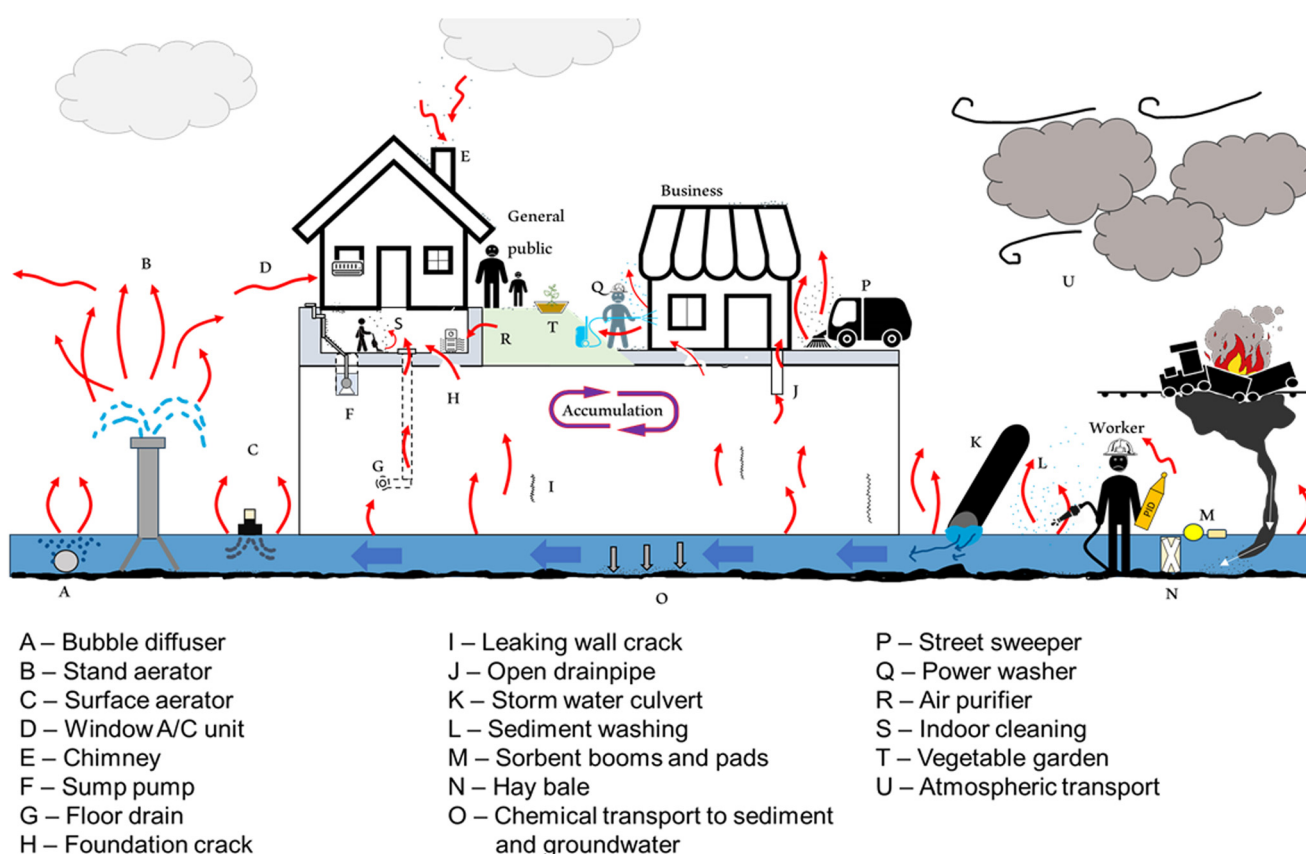 E
Business
General
public
B
D
Q
P
U
S
T
R
F
H
Accumulation
J
C
G
I
K
L
Worker
PID
M
A
O
N
A – Bubble diffuser
B – Stand aerator
C – Surface aerator
D – Window A/C unit
E – Chimney
F – Sump pump
G – Floor drain
H – Foundation crack
I – Leaking wall crack
J – Open drainpipe
K – Storm water culvert
L – Sediment washing
M – Sorbent booms and pads
N – Hay bale
O – Chemical transport to sediment
and groundwater
P – Street sweeper
Q – Power washer
R – Air purifier
S – Indoor cleaning
T – Vegetable garden
U – Atmospheric transport